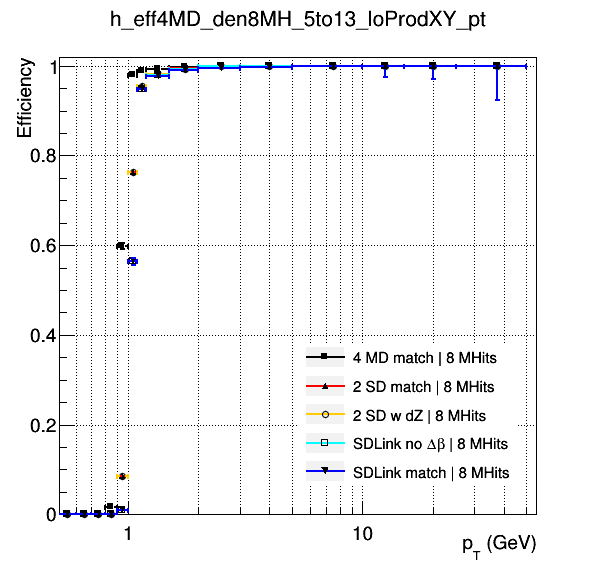 h_eff4MD_den8MH_5to13_loProdXY_pt
Efficiency
1
0.8
0.6
0.4
0.2
0
4 MD match | 8 MHits
2 SD match | 8 MHits
2 SD w dZ | 8 MHits
SDLink no Δβ | 8 MHits
SDLink match | 8 MHits
1
10
p_T (GeV)